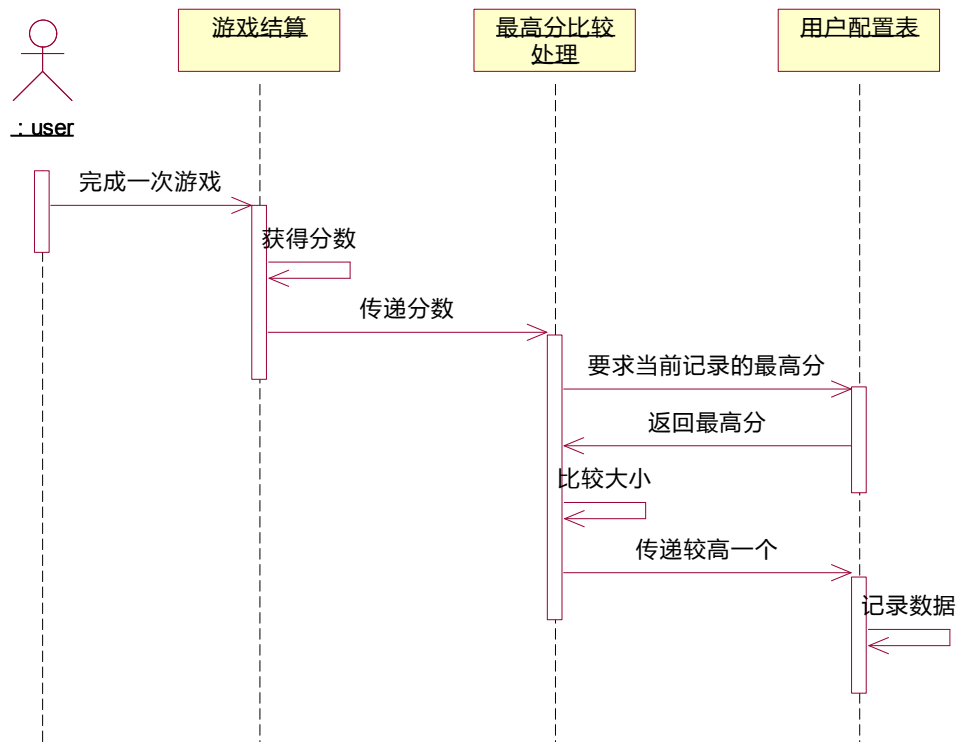 游戏结算
最高分比较
处理
用户配置表
: user
完成一次游戏
获得分数
传递分数
要求当前记录的最高分
返回最高分
比较大小
传递较高一个
记录数据